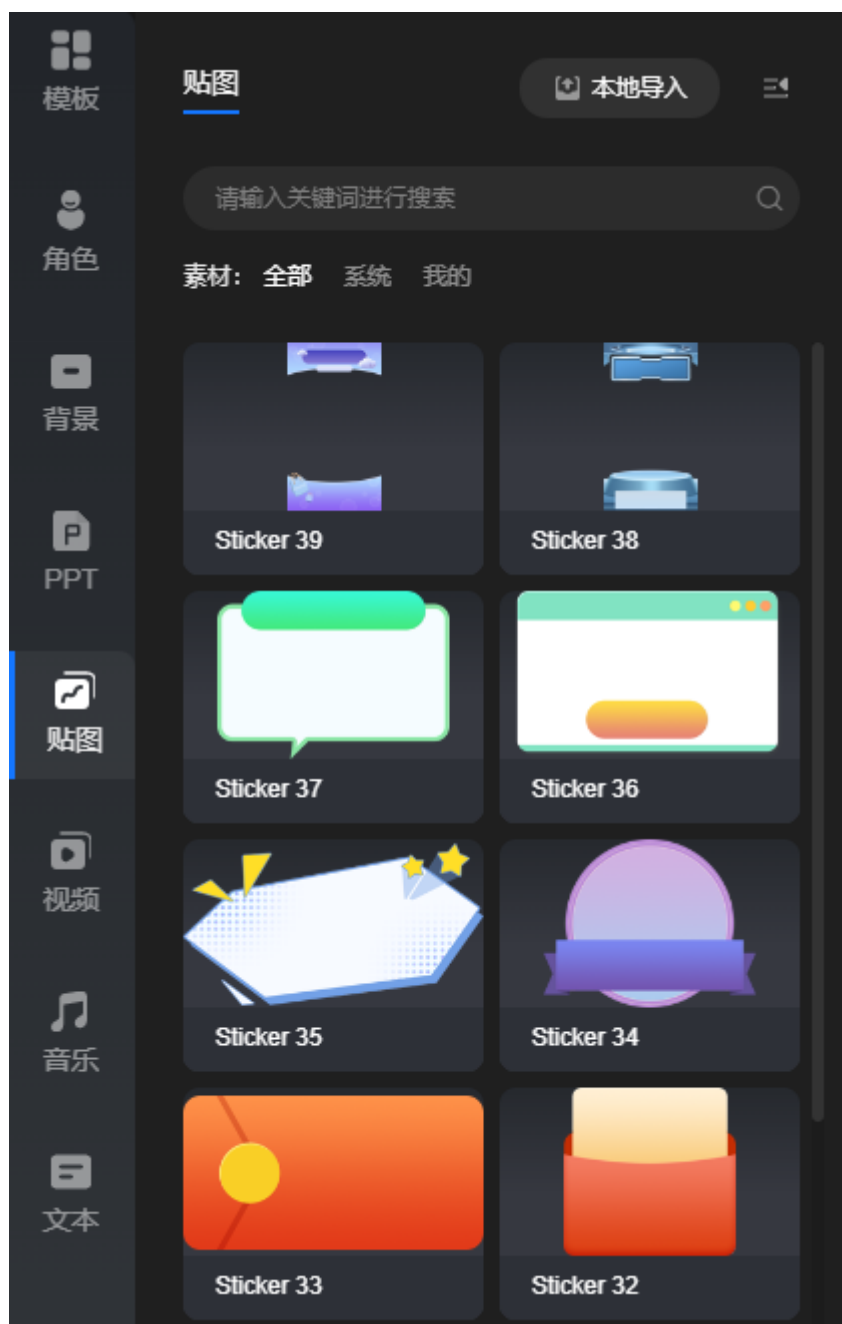 模板
角色
背景
PPT
贴图
视频
音乐
文本
贴图
本地导入
请输入关键词进行搜索
素材： 全部 系统 我的
Sticker 39
Sticker 38
Sticker 37
Sticker 36
Sticker 35
Sticker 34
Sticker 33
Sticker 32